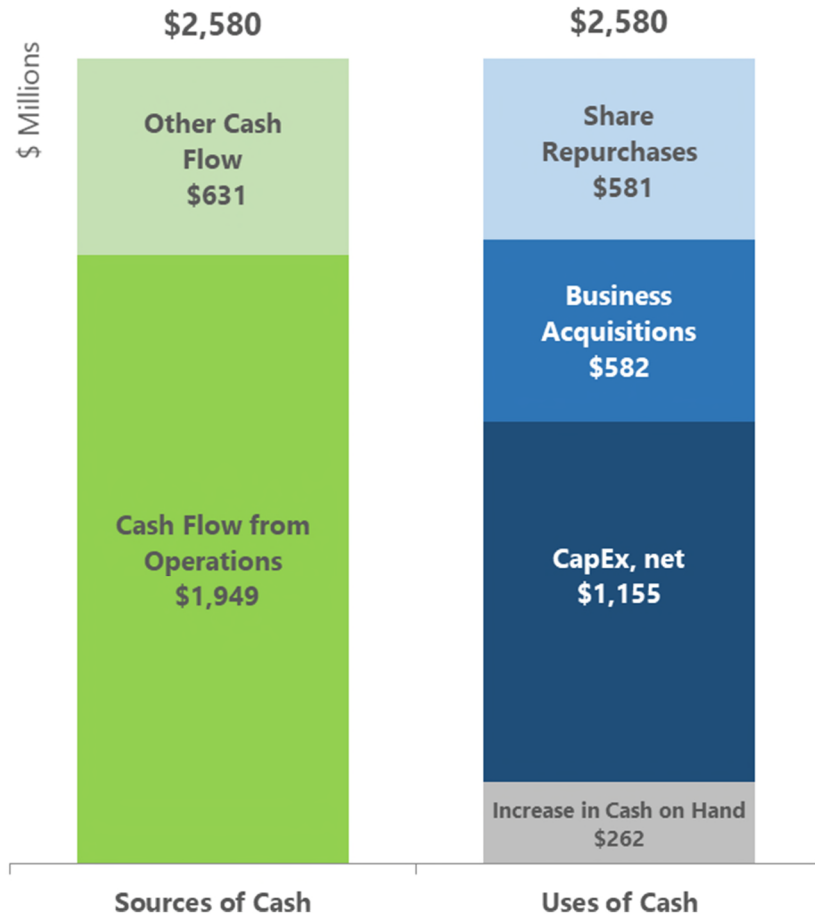 $ Millions
$2,580
Other Cash
Flow
$631
Cash Flow from
Operations
$1,949
Sources of Cash
$2,580
Share
Repurchases
$581
Business
Acquisitions
$582
CapEx, net
$1,155
Increase in Cash on Hand
$262
Uses of Cash